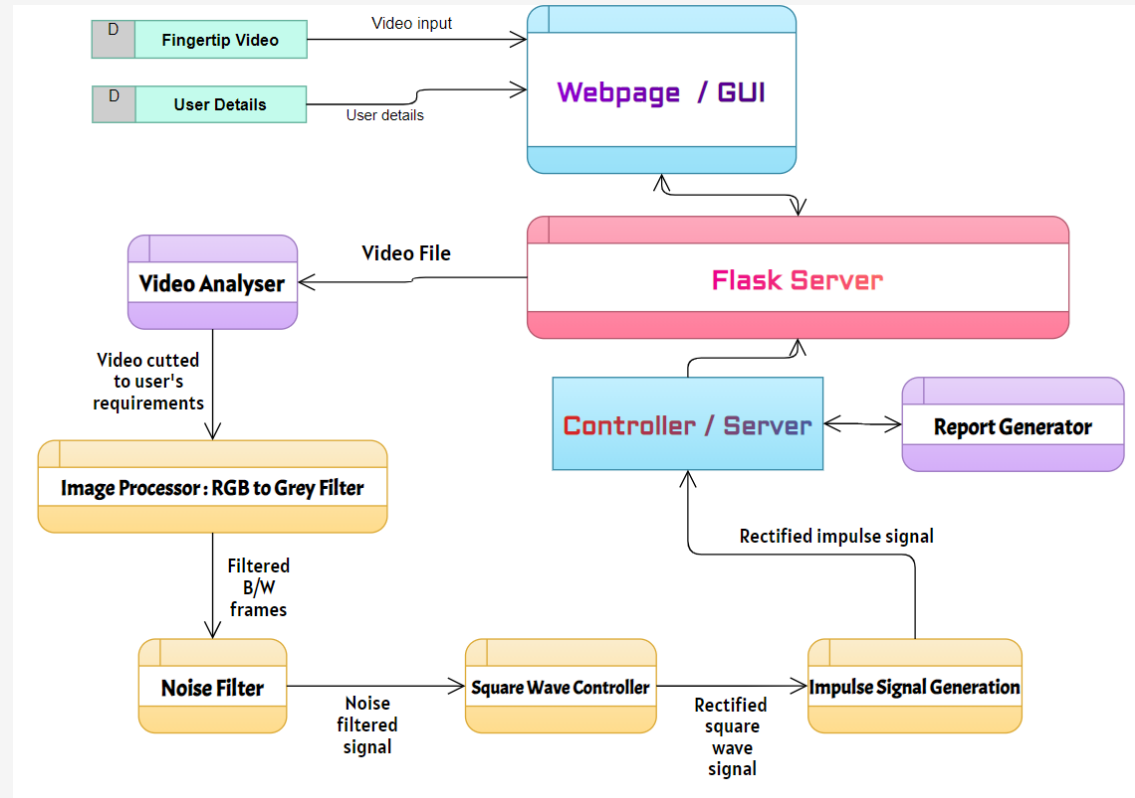 D
Fingertip Video
Video input
Webpage / GUI
D
User Details
User details
Flask Server
Video File
Video Analyser
Video cutted
to user's
requirements
Controller / Server
Report Generator
Image Processor : RGB to Grey Filter
Rectified impulse signal
Filtered
B/W
frames
Noise Filter
Noise
filtered
signal
Square Wave Controller
Rectified
square
wave
signal
Impulse Signal Generation